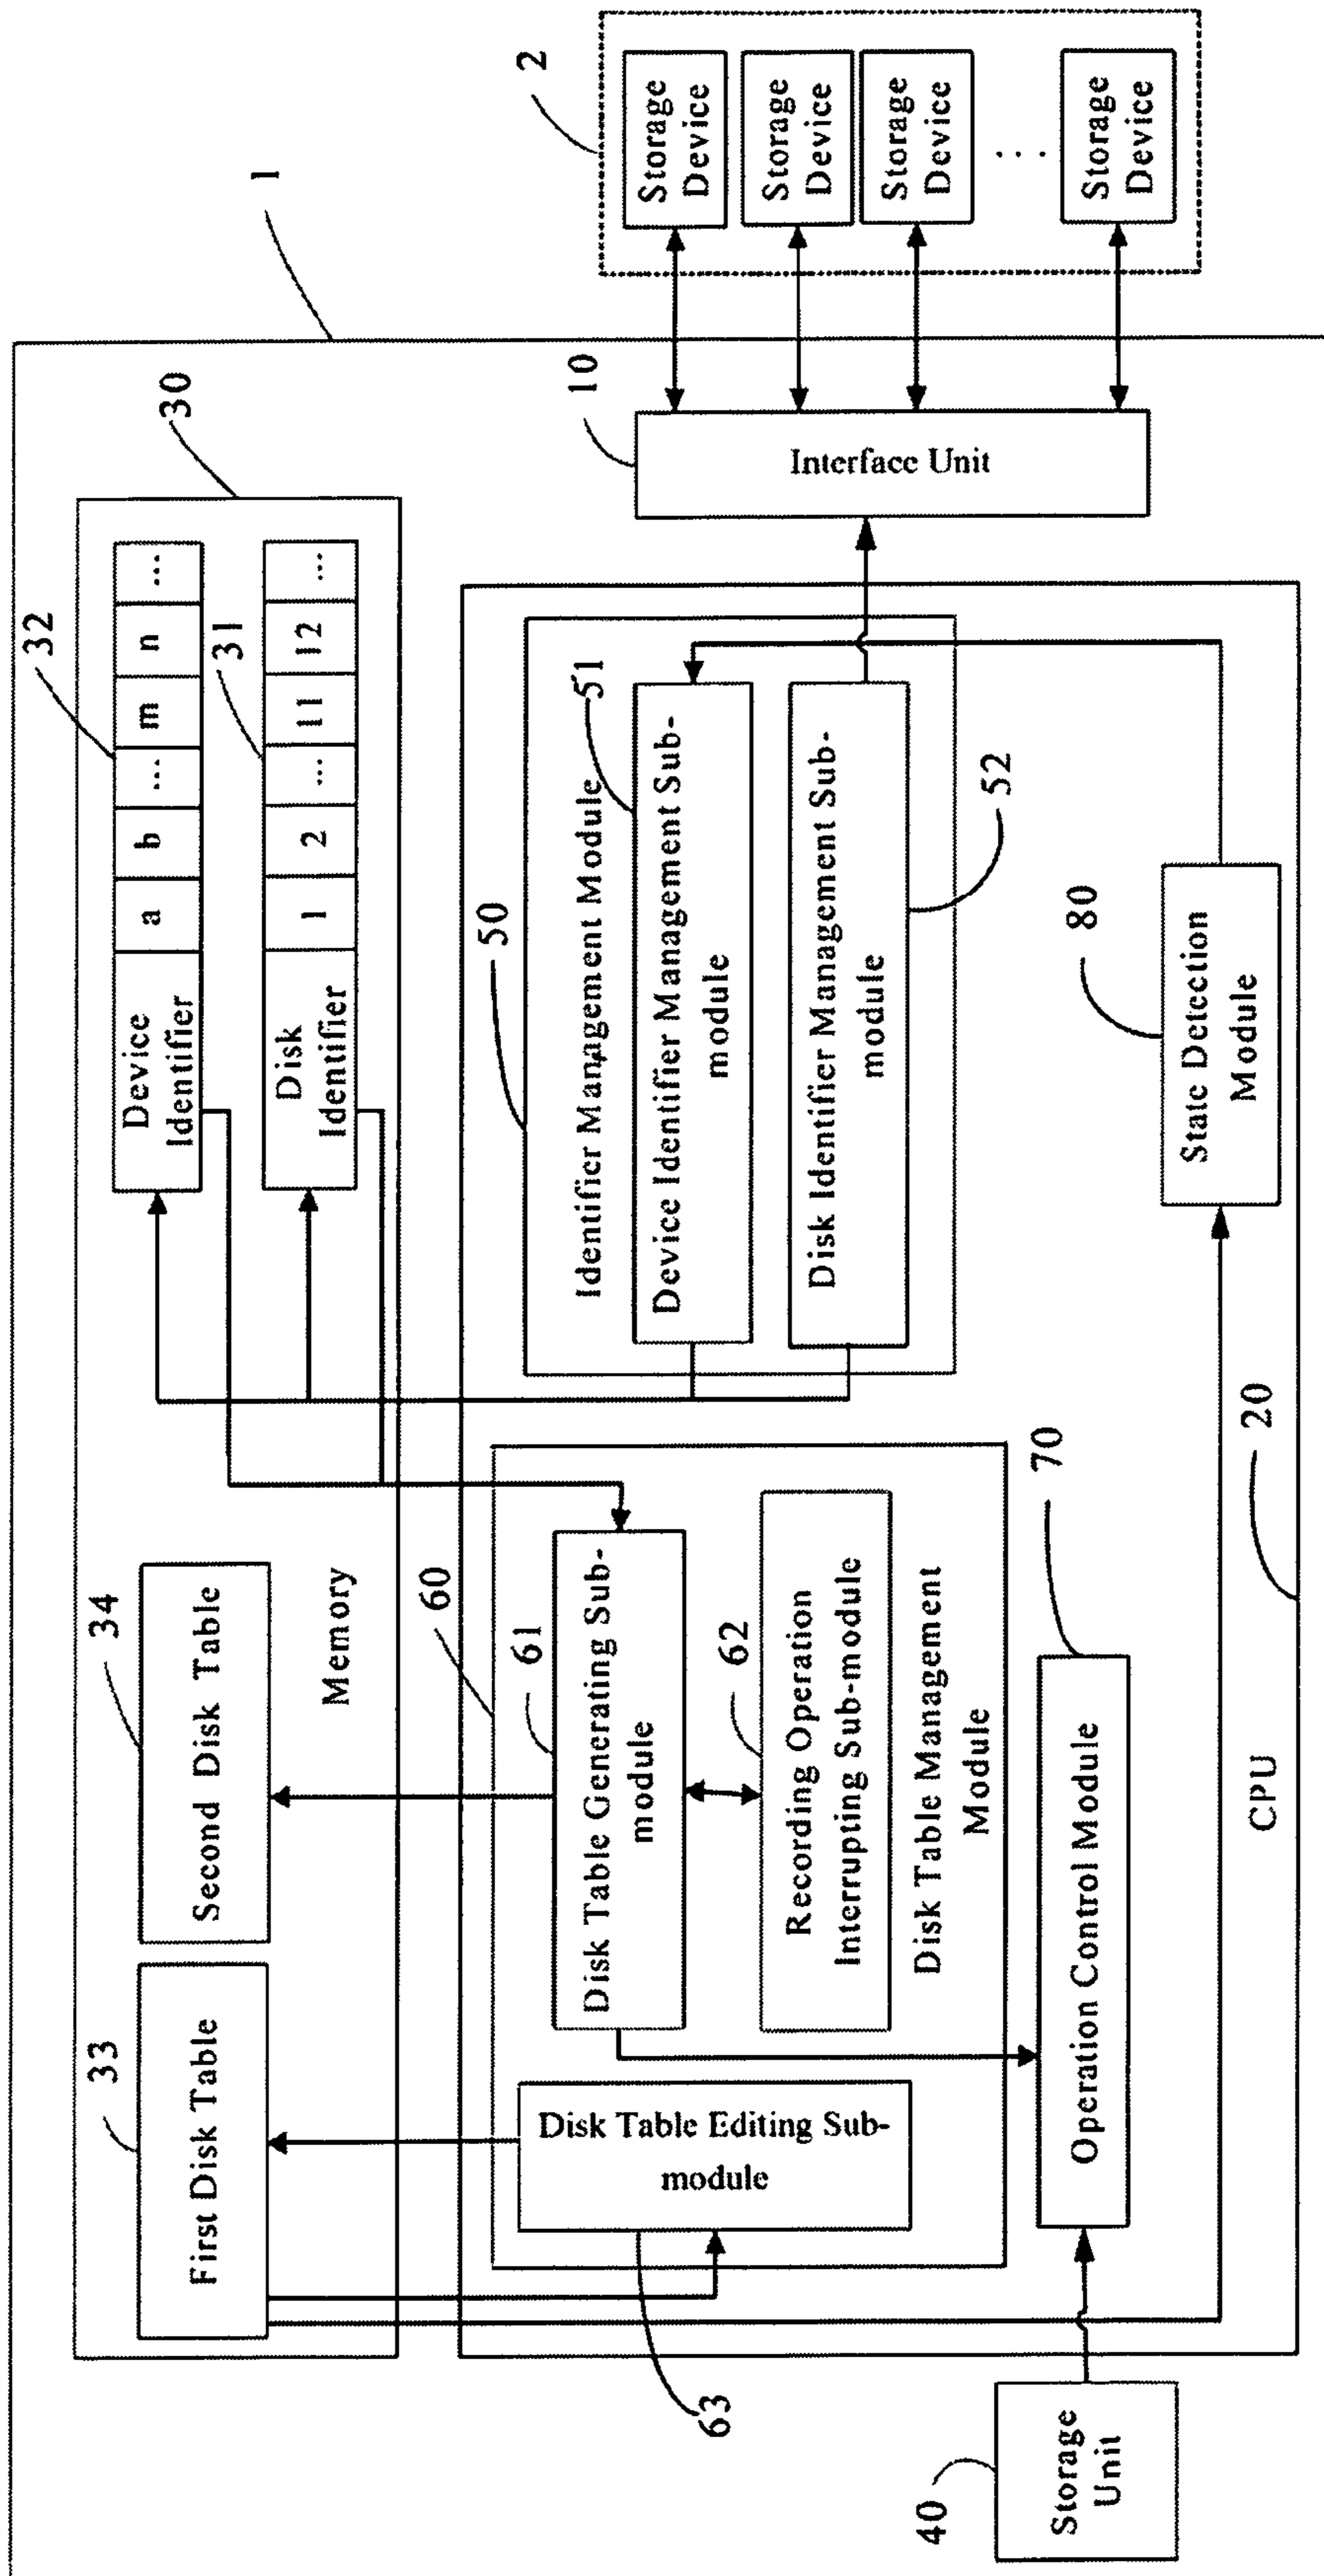 1
2
Storage
Device
Storage
Device
Storage
Device
...
Storage
Device
10
Interface Unit
30
32
Device
Identifier
a
b
...
m
n
...
31
Disk
Identifier
1
2
...
11
12
...
33
First Disk Table
34
Second Disk Table
Memory
50
Identifier Management Module
51
Device Identifier Management Sub-
module
52
Disk Identifier Management Sub-
module
60
61
Disk Table Generating Sub-
module
62
Recording Operation
Interrupting Sub-module
Disk Table Management
Module
63
Disk Table Editing Sub-
module
70
Operation Control Module
80
State Detection
Module
20
CPU
40
Storage
Unit